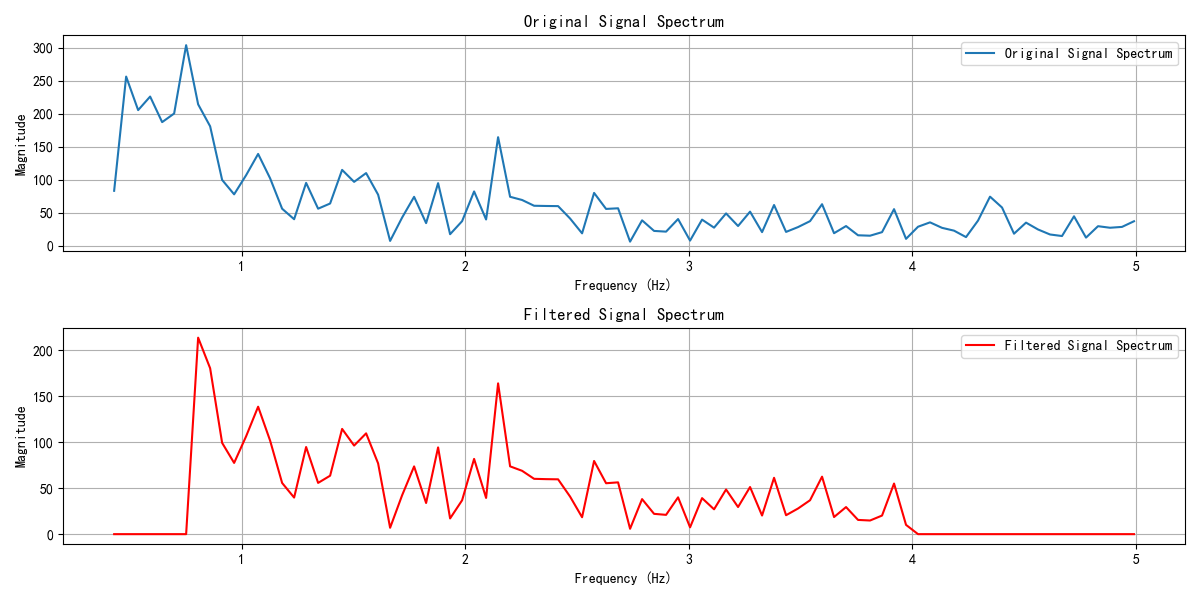 Original Signal Spectrum
Original Signal Spectrum
300
250
200
150
100
50
0
Magnitude
1 2 3 4 5
Frequency (Hz)
Filtered Signal Spectrum
Filtered Signal Spectrum
200
150
100
50
0
Magnitude
1 2 3 4 5
Frequency (Hz)